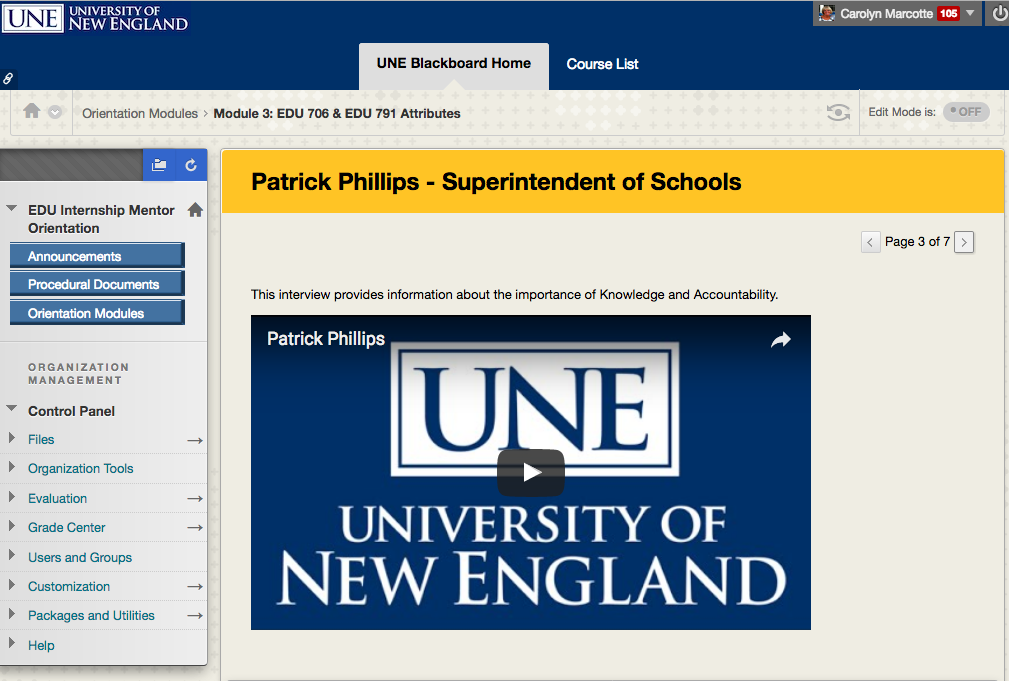 UNE UNIVERSITY OF
NEW ENGLAND
Carolyn Marcotte 105
UNE Blackboard Home
Course List
Orientation Modules › Module 3: EDU 706 & EDU 791 Attributes
Edit Mode is: OFF
EDU Internship Mentor
Orientation
Announcements
Procedural Documents
Orientation Modules
ORGANIZATION
MANAGEMENT
Control Panel
Files
Organization Tools
Evaluation
Grade Center
Users and Groups
Customization
Packages and Utilities
Help
Patrick Phillips - Superintendent of Schools
Page 3 of 7
This interview provides information about the importance of Knowledge and Accountability.
Patrick Phillips
UNE
UNIVERSITY OF
NEW ENGLAND